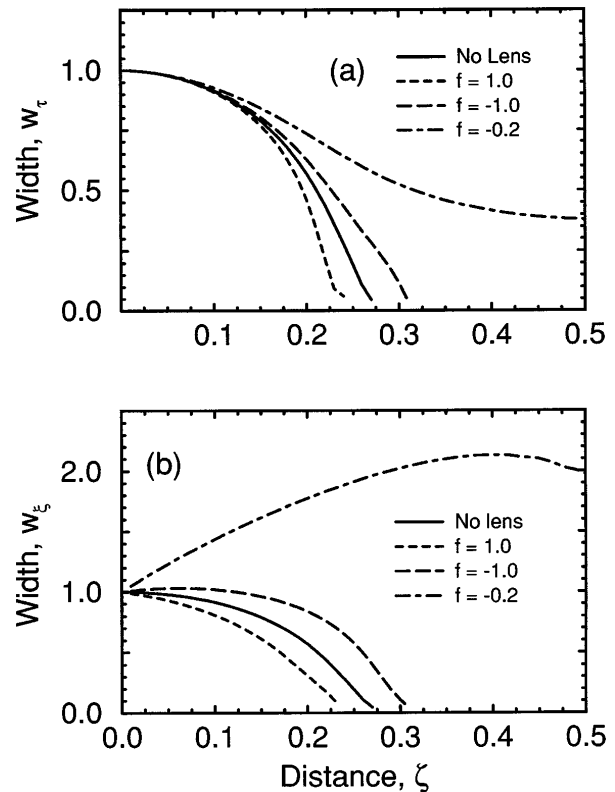 (a)
No Lens
f = 1.0
f = -1.0
f = -0.2
Width, wτ
1.0
0.5
0.0
0.1
0.2
0.3
0.4
0.5
(b)
No lens
f = 1.0
f = -1.0
f = -0.2
Width, wξ
2.0
1.0
0.0
0.0
0.1
0.2
0.3
0.4
0.5
Distance, ζ